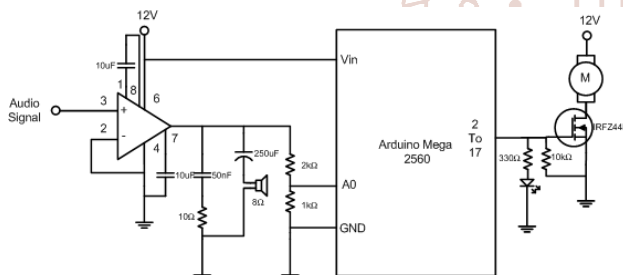 12V
12V
10uF
1
8
6
Vin
M
Audio
Signal
3
+
2
-
7
4
10uF
50nF
250uF
8Ω
10Ω
2kΩ
1kΩ
A0
GND
Arduino Mega
2560
2
To
17
330Ω
10kΩ
IRFZ44